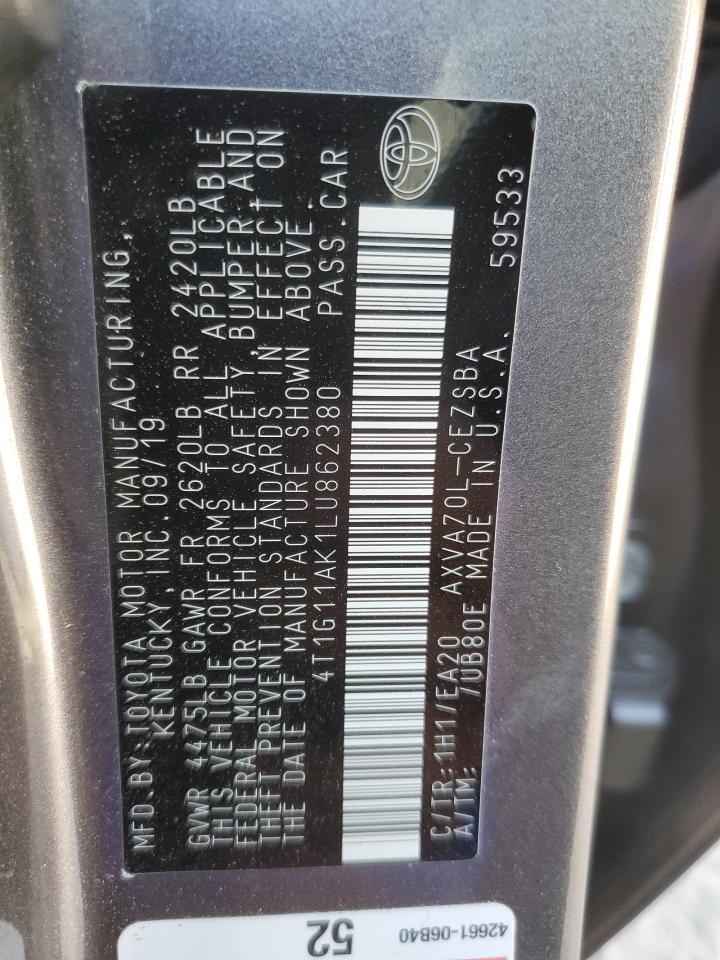 MFD.BY:TOYOTA MOTOR MANUFACTURING,
KENTUCKY, INC.09/19
GVWR 4475LB GAWR FR 2620LB RR 2420LB
THIS VEHICLE CONFORMS TO ALL APPLICABLE
FEDERAL MOTOR VEHICLE SAFETY, BUMPER, AND
THEFT PREVENTION STANDARDS IN EFFECT ON
THE DATE OF MANUFACTURE SHOWN ABOVE.
4T1G11AK1LU862380 PASS.CAR
C/TR:1H1/EA20 AXVA70L-CEZSBA
A/TM: /UB80E MADE IN U.S.A. 59533
52
42661-06B40